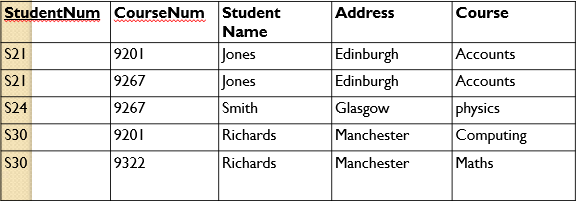 StudentNum CourseNum Student Name Address Course
S21 9201 Jones Edinburgh Accounts
S21 9267 Jones Edinburgh Accounts
S24 9267 Smith Glasgow physics
S30 9201 Richards Manchester Computing
S30 9322 Richards Manchester Maths